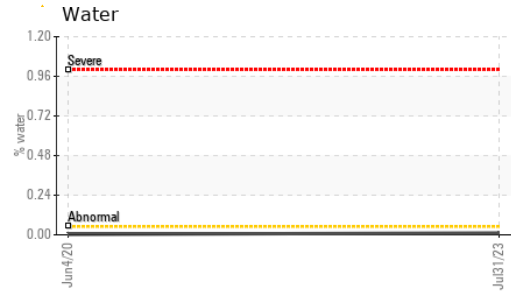 Water
1.20
Severe
0.96
0.72
% water
0.48
0.24
Abnormal
0.00
Jun4/20
Jul31/23